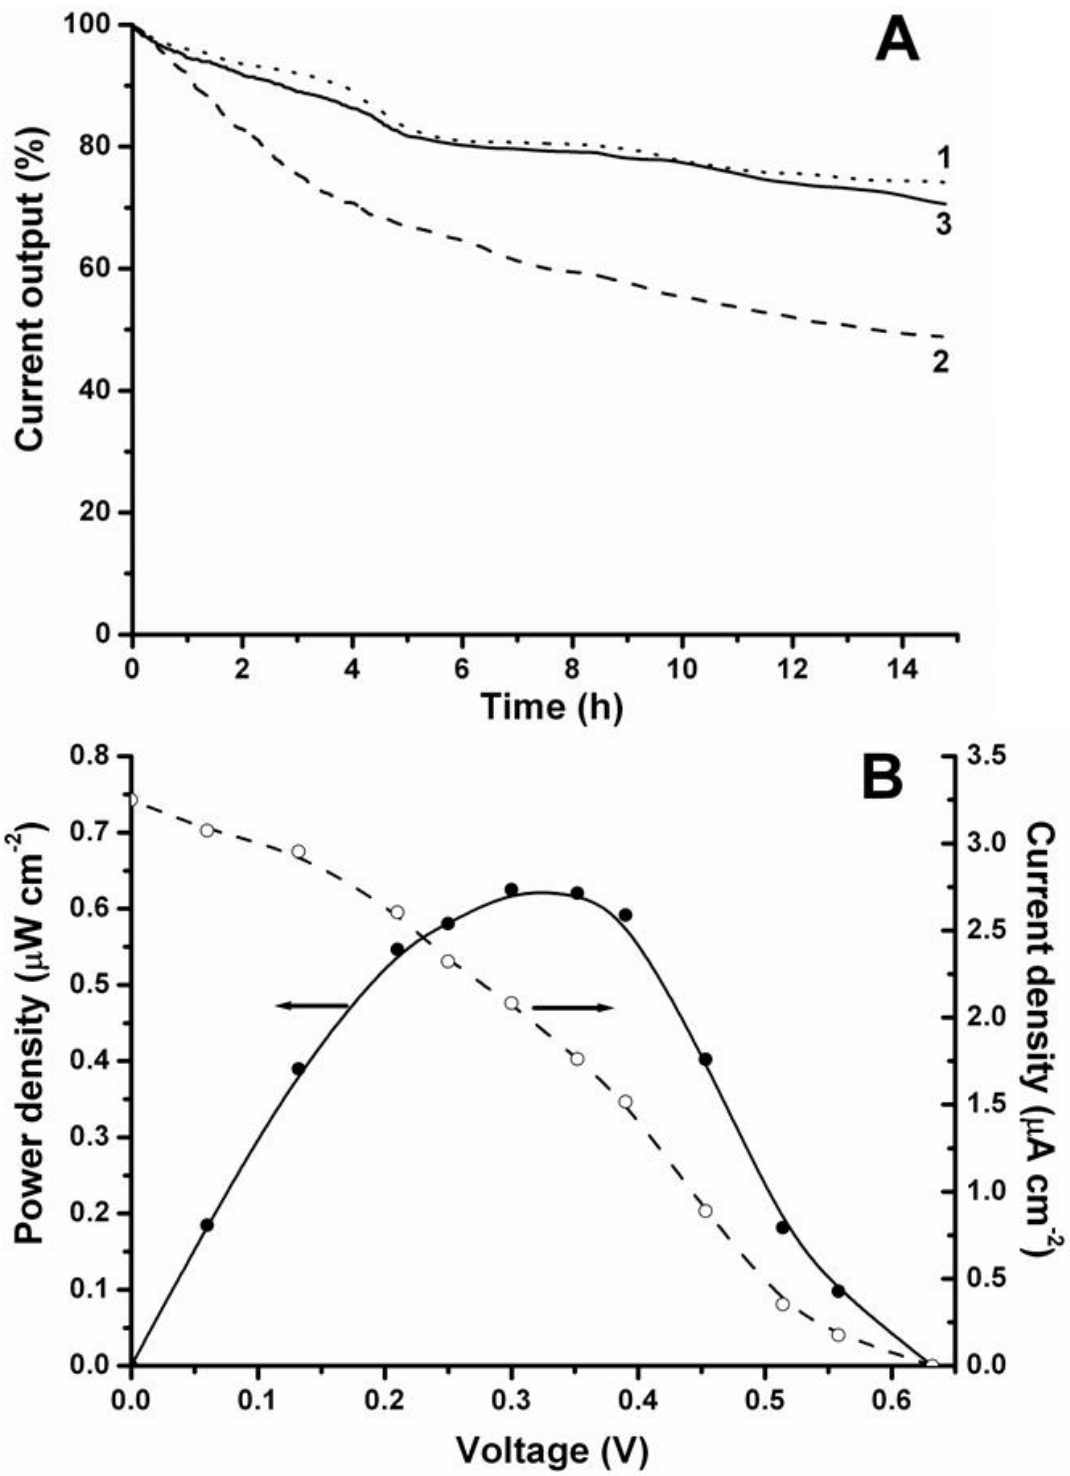 A
100
80
60
40
20
0
Current output (%)
1
3
2
0 2 4 6 8 10 12 14
Time (h)
B
0.8
0.7
0.6
0.5
0.4
0.3
0.2
0.1
0.0
Power density (μW cm-2)
3.5
3.0
2.5
2.0
1.5
1.0
0.5
0.0
Current density (μA cm-2)
0.0 0.1 0.2 0.3 0.4 0.5 0.6
Voltage (V)